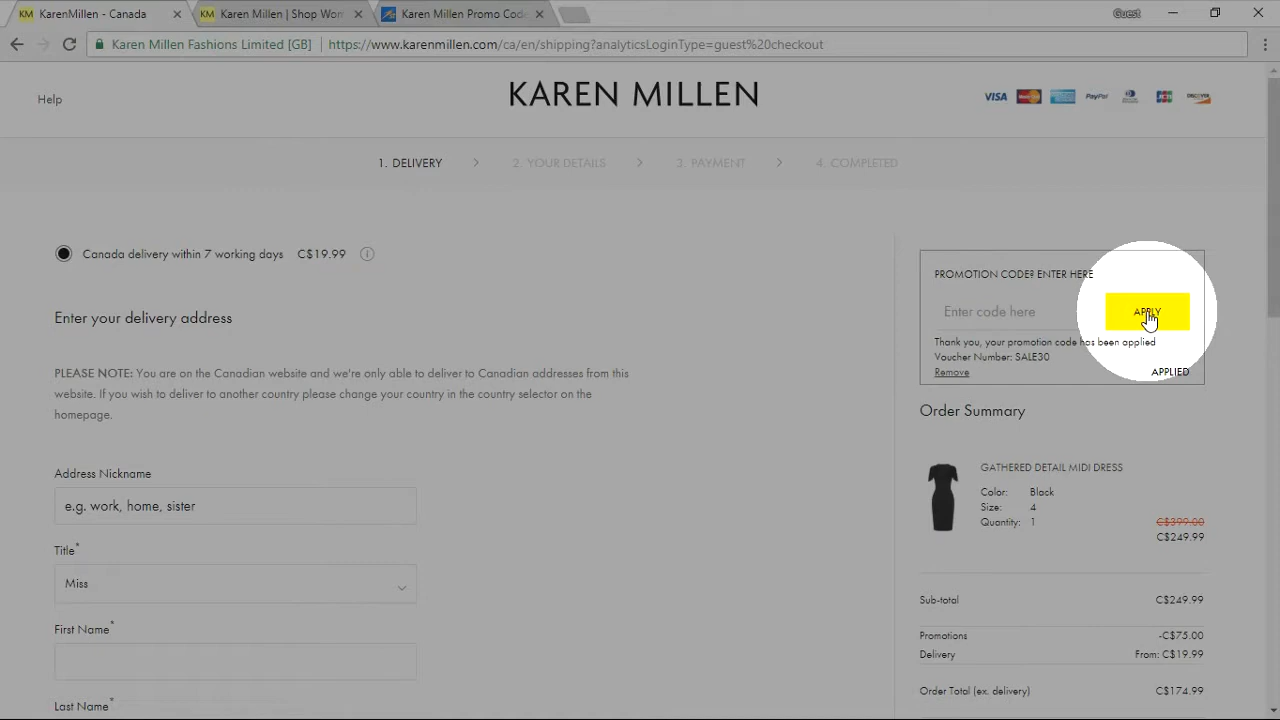 KarenMillen - Canada
Karen Millen | Shop Wom
Karen Millen Promo Code
Guest
Karen Millen Fashions Limited [GB]
https://www.karenmillen.com/ca/en/shipping?analyticsLoginType=guest%20checkout
Help
KAREN MILLEN
VISA MasterCard PayPal JCB DISCOVER
1. DELIVERY
2. YOUR DETAILS
3. PAYMENT
4. COMPLETED
Canada delivery within 7 working days C$19.99
Enter your delivery address
PLEASE NOTE: You are on the Canadian website and we're only able to deliver to Canadian addresses from this
website. If you wish to deliver to another country please change your country in the country selector on the
homepage.
Address Nickname
e.g. work, home, sister
Title*
Miss
First Name*
Last Name*
PROMOTION CODE? ENTER HERE
Enter code here
APPLY
Thank you, your promotion code has been applied
Voucher Number: SALE30
Remove
APPLIED
Order Summary
GATHERED DETAIL MIDI DRESS
Color: Black
Size: 4
Quantity: 1
C$399.00
C$249.99
Sub-total C$249.99
Promotions -C$75.00
Delivery From: C$19.99
Order Total (ex. delivery) C$174.99